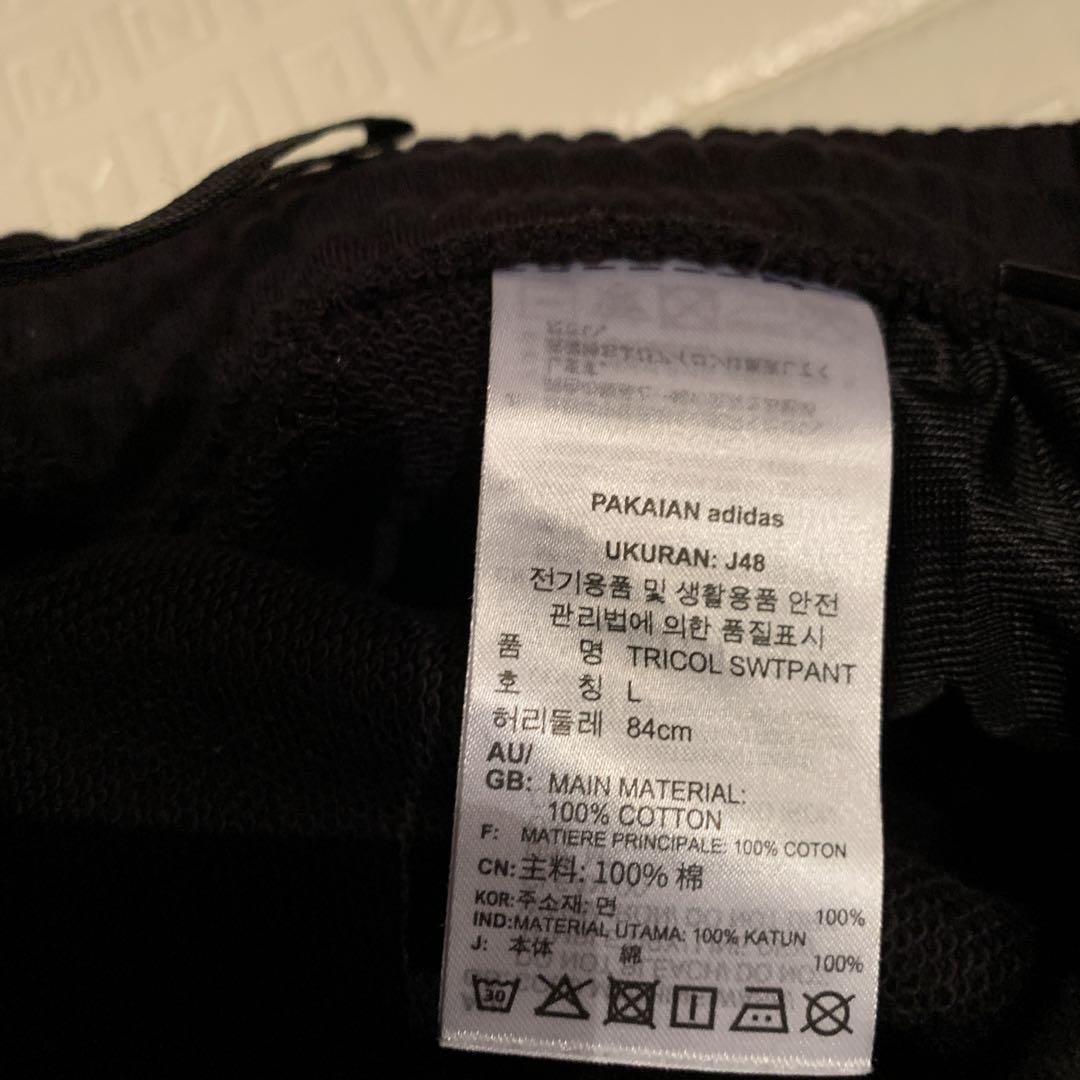 PAKAIAN adidas
UKURAN: J48
전기용품 및 생활용품 안전
관리법에 의한 품질표시
품 명 TRICOL SWTPANT
호 칭 L
허리둘레 84cm
AU/
GB: MAIN MATERIAL:
100% COTTON
F: MATIERE PRINCIPALE: 100% COTON
CN:主料: 100% 棉
KOR:주소재: 면 100%
IND:MATERIAL UTAMA: 100% KATUN
J: 本体 綿 100%
30